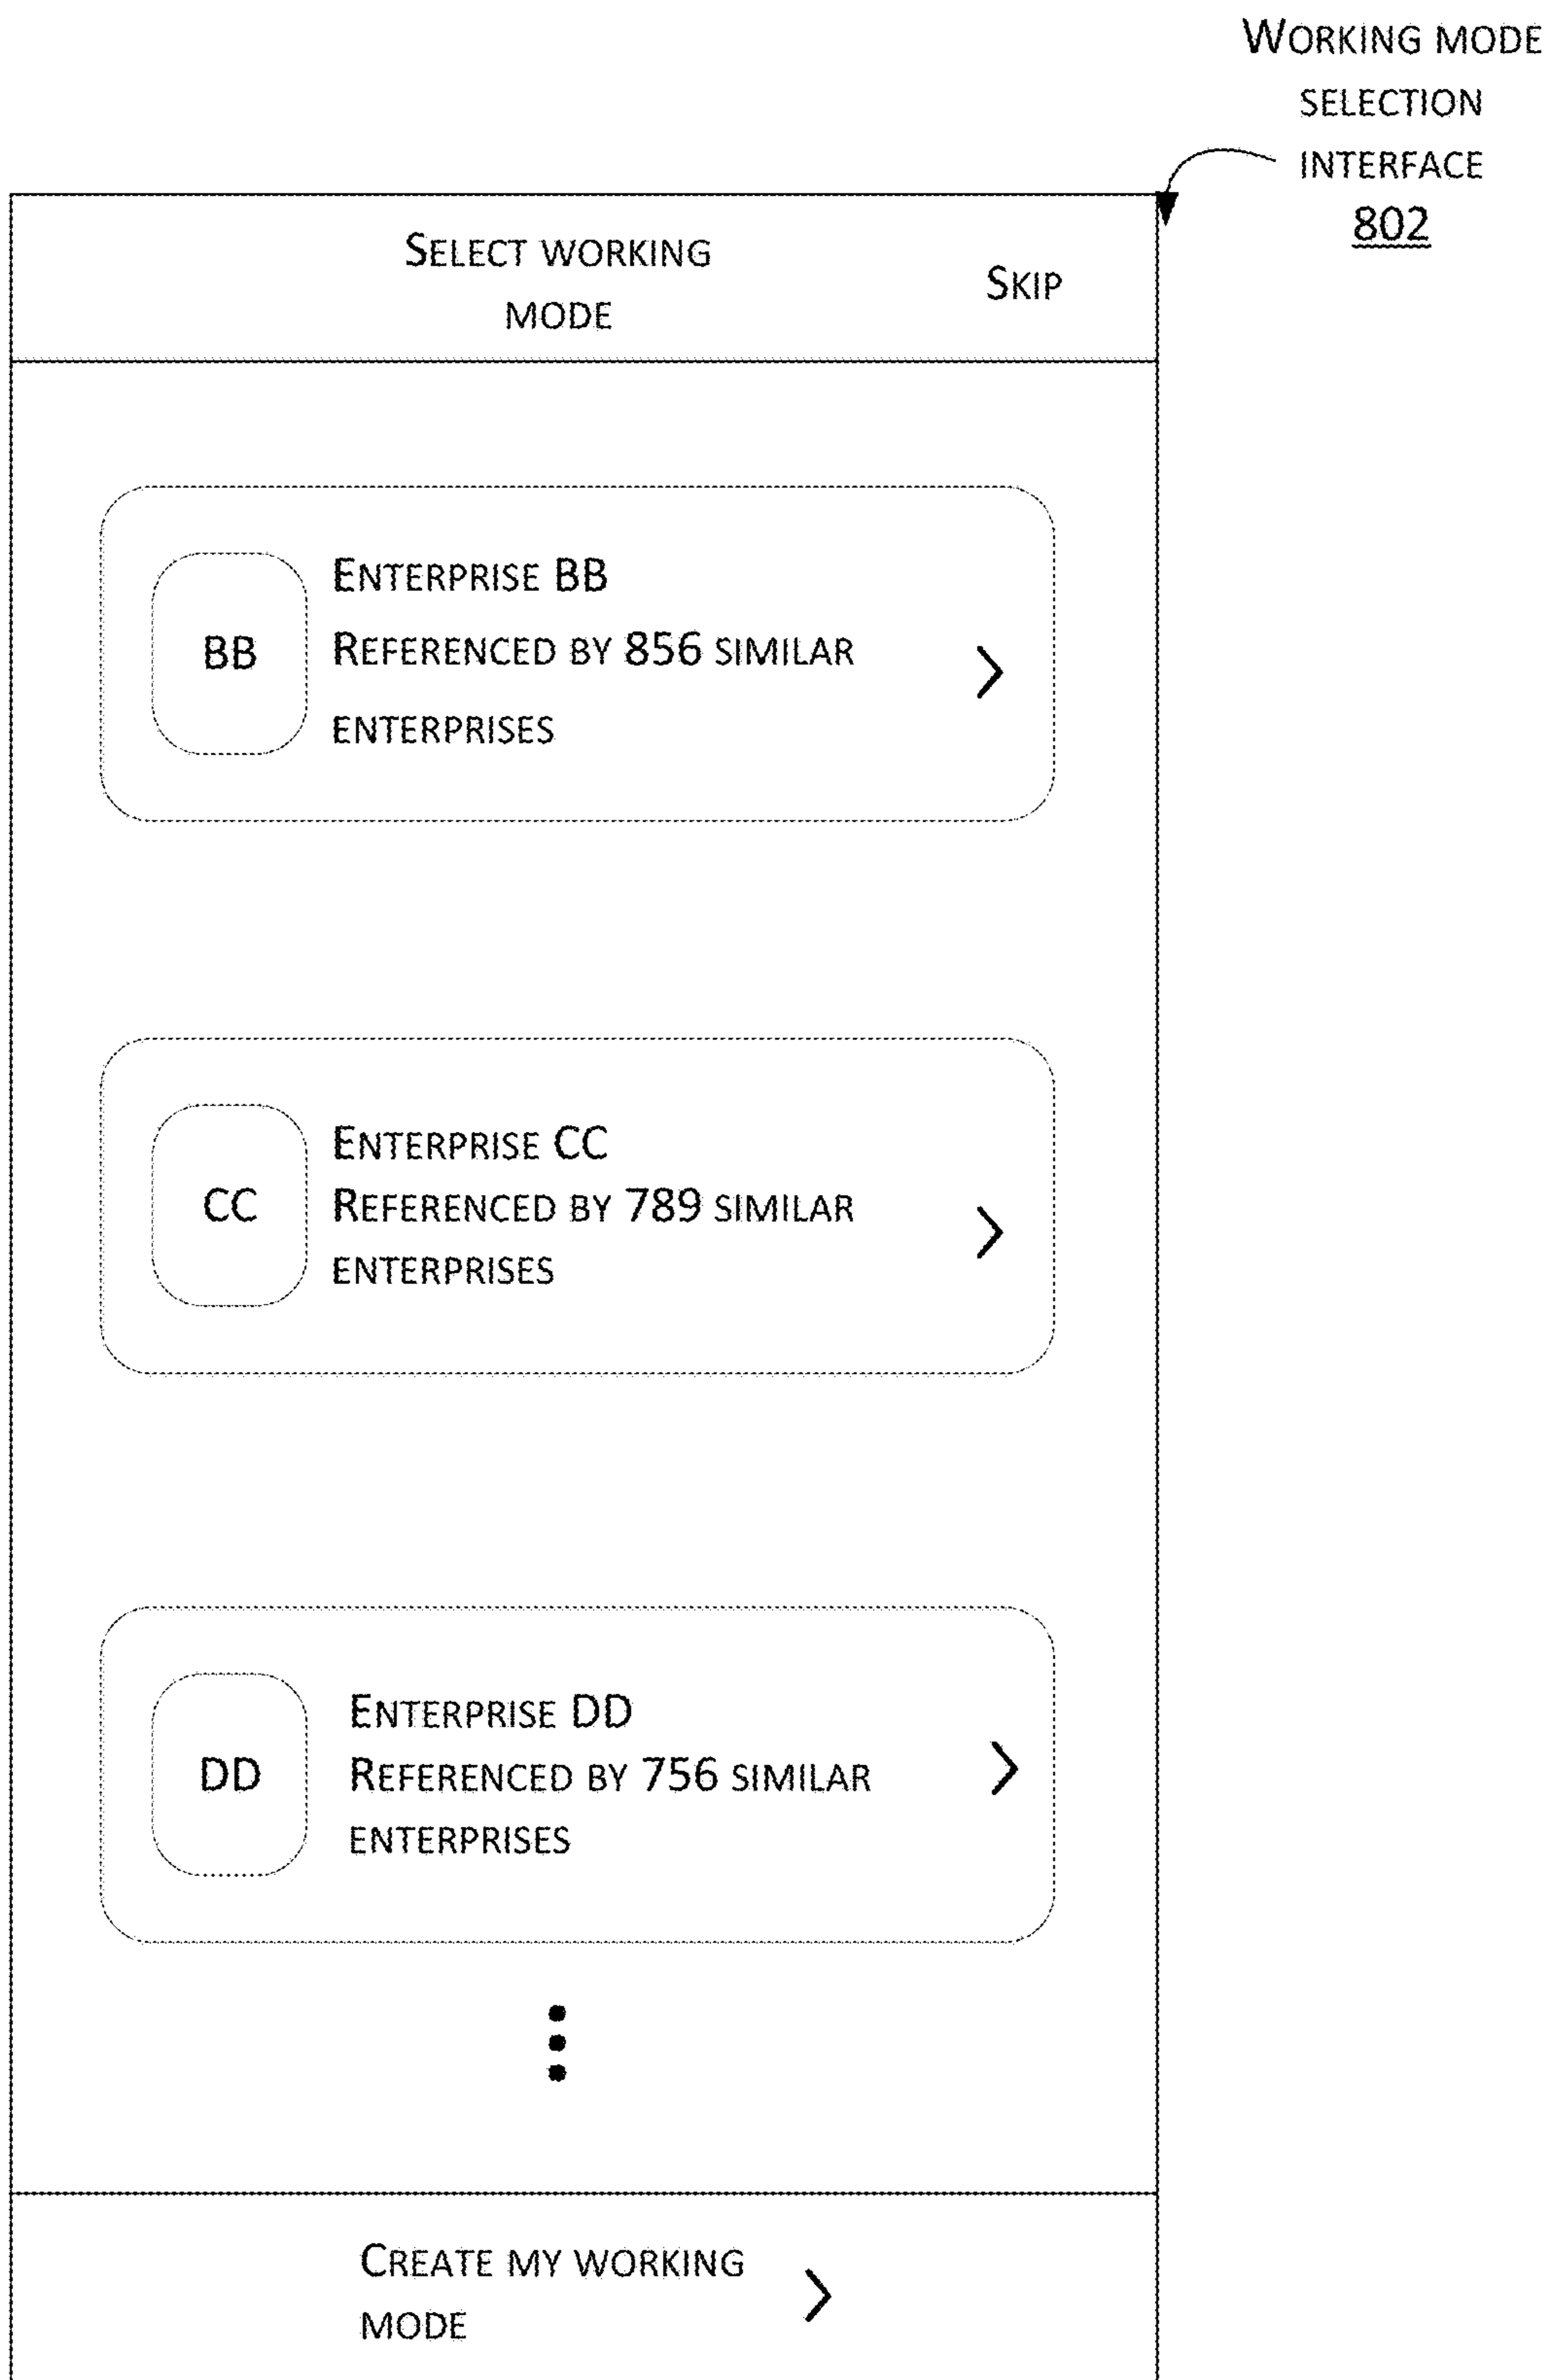 WORKING MODE
SELECTION
INTERFACE
802
SELECT WORKING
MODE
SKIP
BB
ENTERPRISE BB
REFERENCED BY 856 SIMILAR
ENTERPRISES
CC
ENTERPRISE CC
REFERENCED BY 789 SIMILAR
ENTERPRISES
DD
ENTERPRISE DD
REFERENCED BY 756 SIMILAR
ENTERPRISES
CREATE MY WORKING
MODE